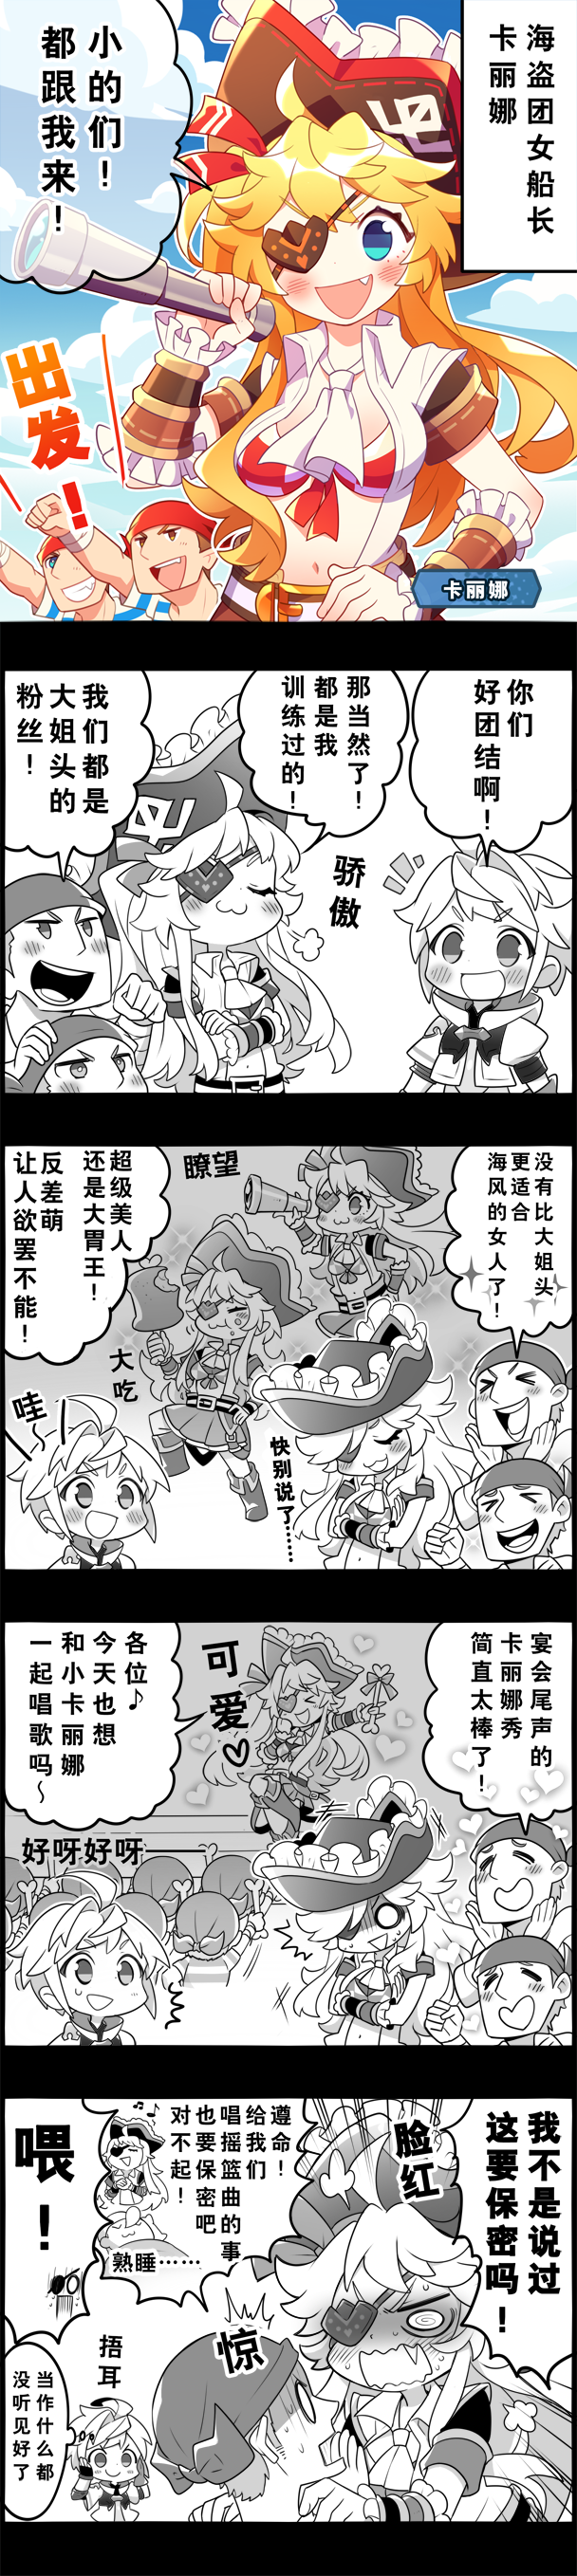 海盗团女船长
卡丽娜
小的们！
都跟我来！
出发！
卡丽娜
你们
好团结啊！
那当然了！
都是我
训练过的！
骄傲
我们都是
大姐头的
粉丝！
没有比大姐头
更适合
海风的女人了！
瞭望
超级美人
还是大胃王！
反差萌
让人欲罢不能！
大吃
快别说了……
哇～
宴会尾声的
卡丽娜秀
简直太棒了！
可爱♡
各位♪
今天也想
和小卡丽娜
一起唱歌吗～
好呀好呀——
我不是说过
这要保密吗！
脸红
遵命！
给我们
唱摇篮曲的事
也要保密吧
对不起！
熟睡……
喂！
惊
捂耳
当作什么都
没听见好了